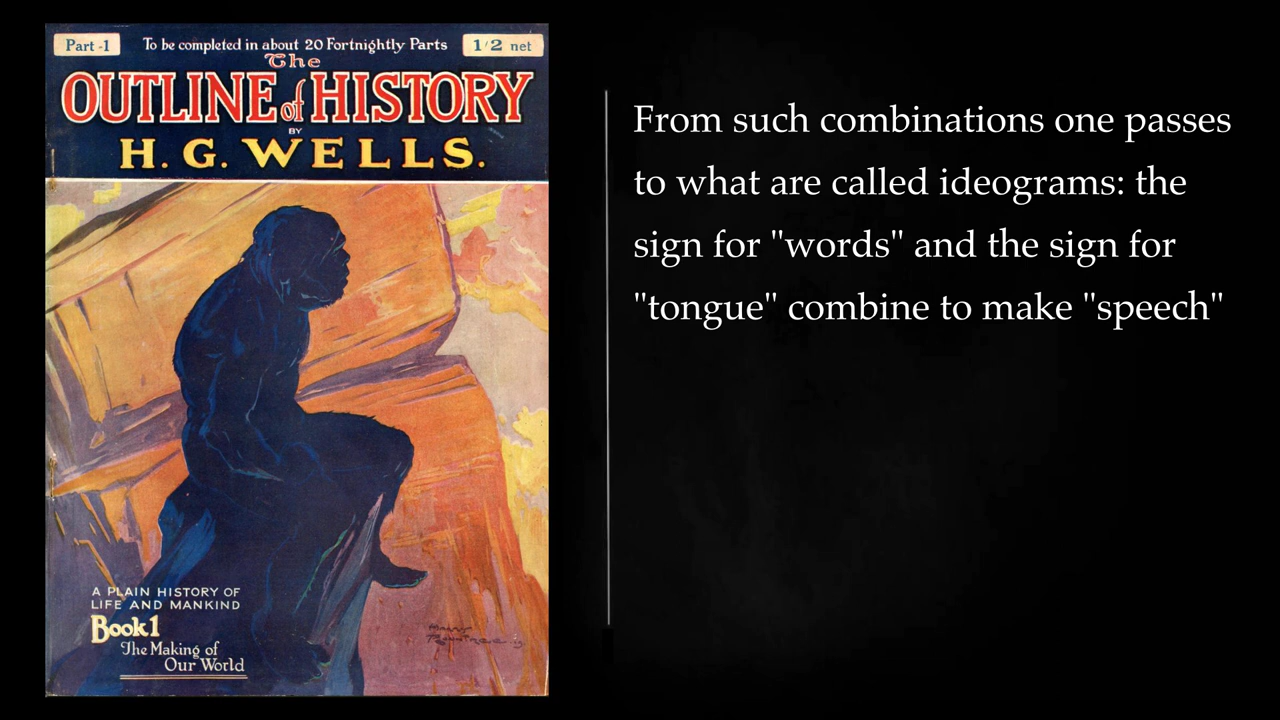 Part -1
To be completed in about 20 Fortnightly Parts
1/2 net
The
OUTLINE of HISTORY
BY
H. G. WELLS.
A PLAIN HISTORY OF
LIFE AND MANKIND
Book 1
The Making of
Our World
From such combinations one passes
to what are called ideograms: the
sign for "words" and the sign for
"tongue" combine to make "speech"